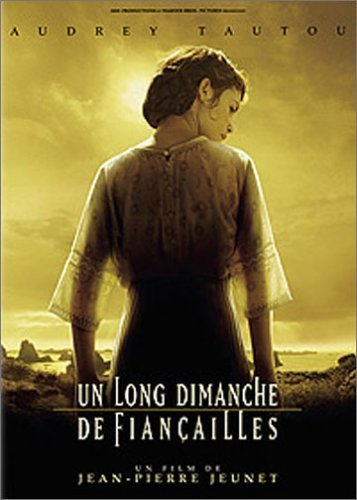 AUDREY TAUTOU
UN LONG DIMANCHE
DE FIANÇAILLES
UN FILM DE
JEAN-PIERRE JEUNET